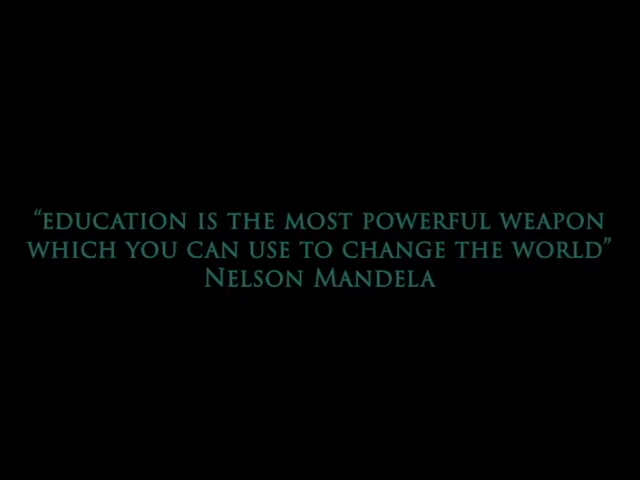 “EDUCATION IS THE MOST POWERFUL WEAPON
WHICH YOU CAN USE TO CHANGE THE WORLD”
NELSON MANDELA